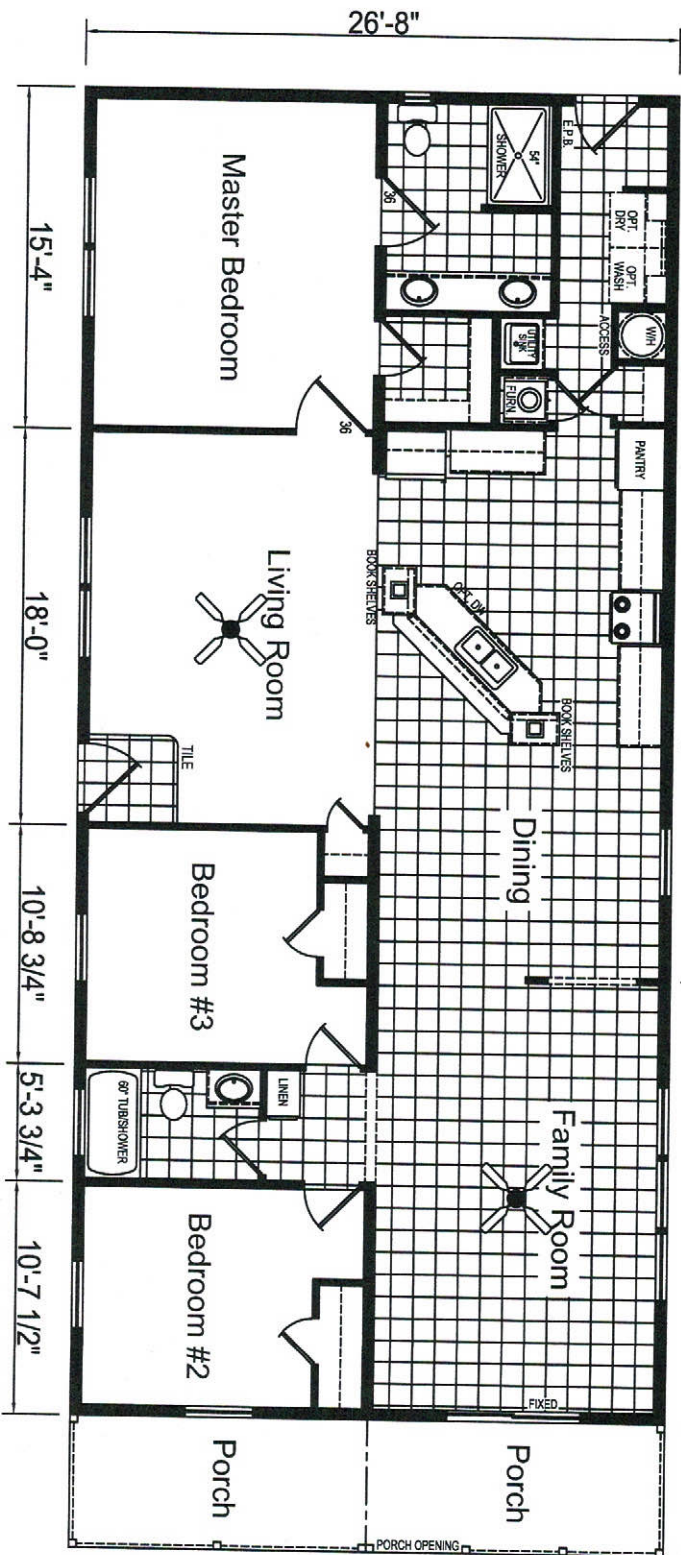 26'-8"
E.P.B.
OPT.
DRY
OPT.
WASH
W/H
ACCESS
54"
SHOWER
UTILITY
SINK
FURN.
PANTRY
36
36
Master Bedroom
15'-4"
BOOK SHELVES
OPT. DW
BOOK SHELVES
Living Room
18'-0"
TILE
Dining
Bedroom #3
10'-8 3/4"
LINEN
60" TUB/SHOWER
5'-3 3/4"
Family Room
Bedroom #2
10'-7 1/2"
FIXED
Porch
Porch
PORCH OPENING